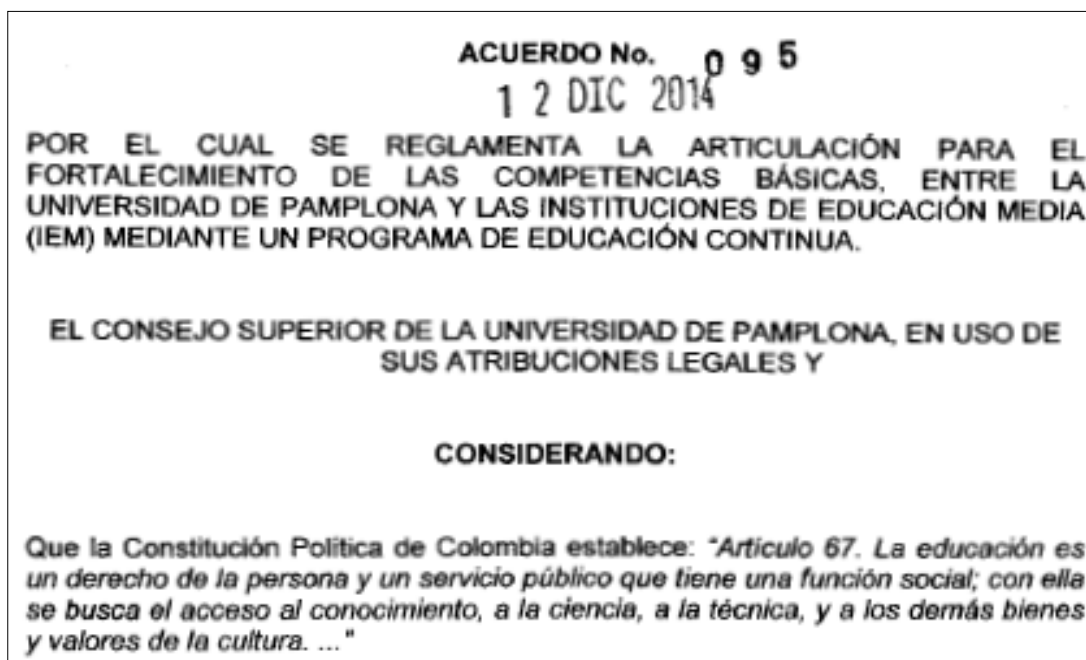 ACUERDO No. 095
12 DIC 2014
POR EL CUAL SE REGLAMENTA LA ARTICULACIÓN PARA EL
FORTALECIMIENTO DE LAS COMPETENCIAS BÁSICAS, ENTRE LA
UNIVERSIDAD DE PAMPLONA Y LAS INSTITUCIONES DE EDUCACIÓN MEDIA
(IEM) MEDIANTE UN PROGRAMA DE EDUCACIÓN CONTINUA.
EL CONSEJO SUPERIOR DE LA UNIVERSIDAD DE PAMPLONA, EN USO DE
SUS ATRIBUCIONES LEGALES Y
CONSIDERANDO:
Que la Constitución Política de Colombia establece: "Artículo 67. La educación es
un derecho de la persona y un servicio público que tiene una función social; con ella
se busca el acceso al conocimiento, a la ciencia, a la técnica, y a los demás bienes
y valores de la cultura. ..."